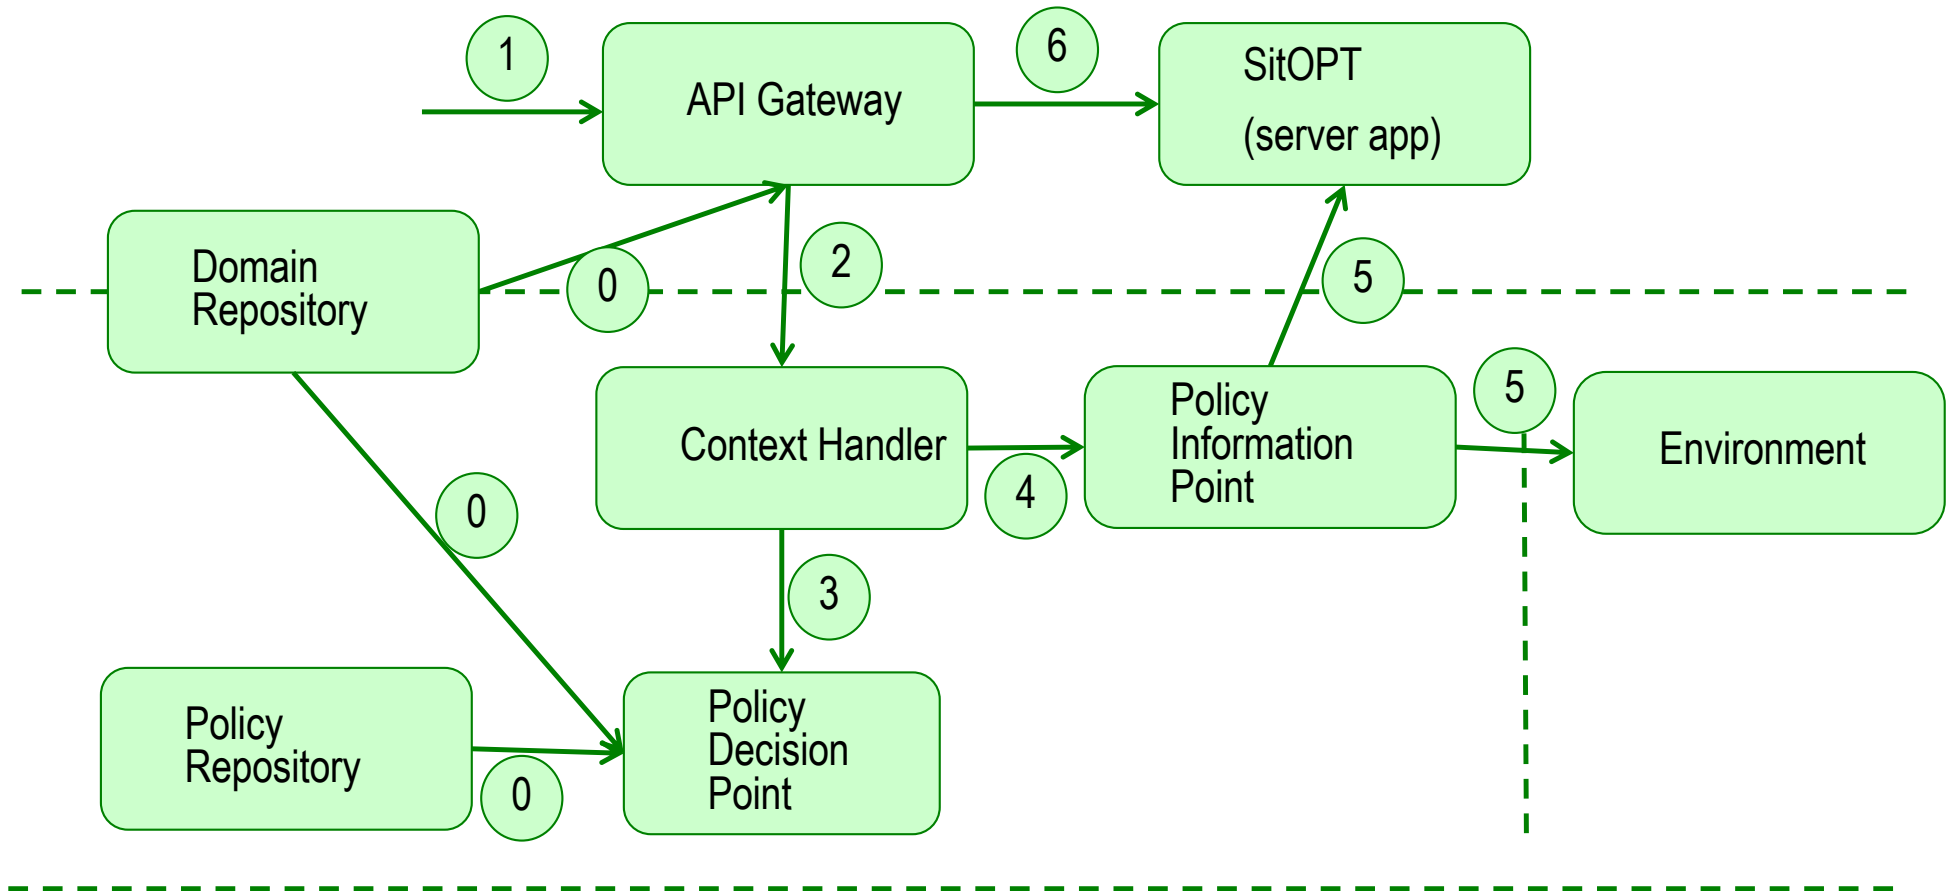 1
API Gateway
6
SitOPT
(server app)
Domain
Repository
0
2
5
Context Handler
4
Policy
Information
Point
5
Environment
0
3
Policy
Repository
0
Policy
Decision
Point